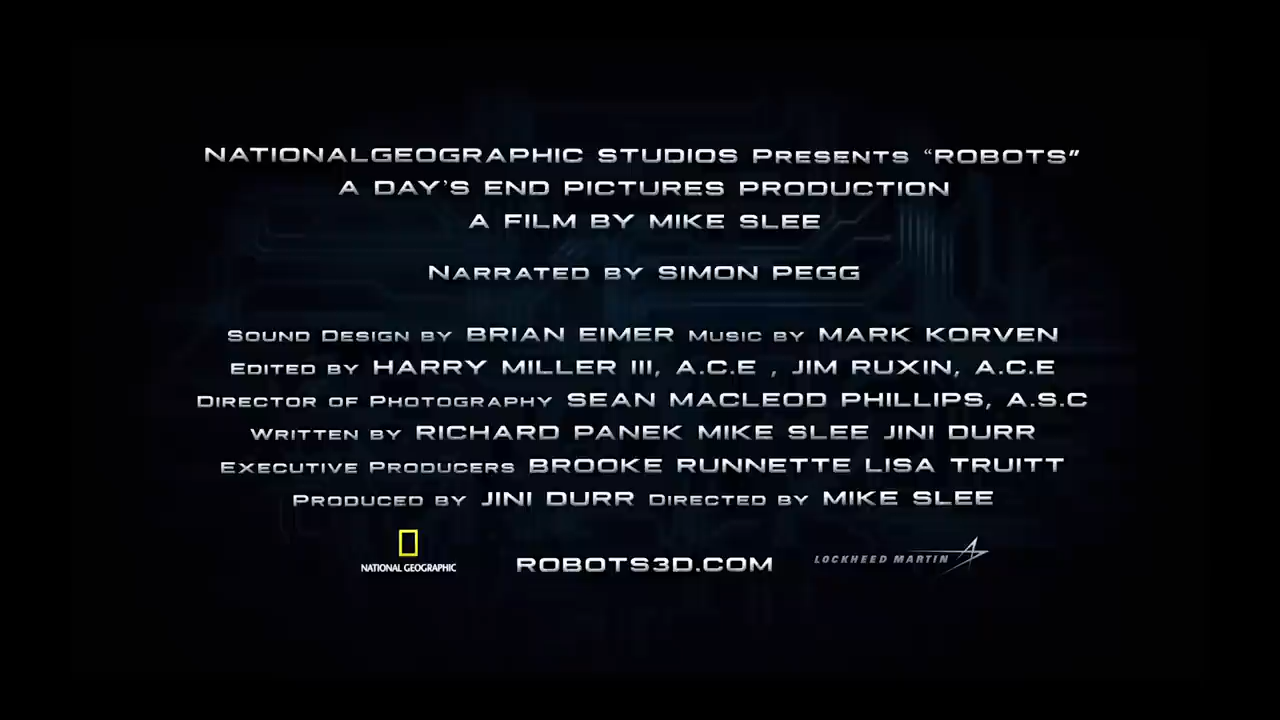 NATIONALGEOGRAPHIC STUDIOS PRESENTS “ROBOTS”
A DAY’S END PICTURES PRODUCTION
A FILM BY MIKE SLEE
NARRATED BY SIMON PEGG
SOUND DESIGN BY BRIAN EIMER MUSIC BY MARK KORVEN
EDITED BY HARRY MILLER III, A.C.E , JIM RUXIN, A.C.E
DIRECTOR OF PHOTOGRAPHY SEAN MACLEOD PHILLIPS, A.S.C
WRITTEN BY RICHARD PANEK MIKE SLEE JINI DURR
EXECUTIVE PRODUCERS BROOKE RUNNETTE LISA TRUITT
PRODUCED BY JINI DURR DIRECTED BY MIKE SLEE
NATIONAL GEOGRAPHIC
ROBOTS3D.COM
LOCKHEED MARTIN